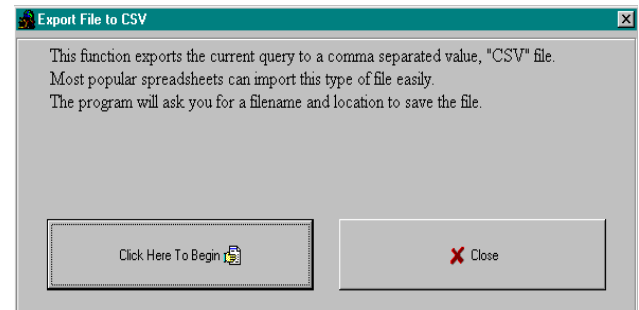 Export File to CSV
This function exports the current query to a comma separated value, "CSV" file.
Most popular spreadsheets can import this type of file easily.
The program will ask you for a filename and location to save the file.
Click Here To Begin
Close